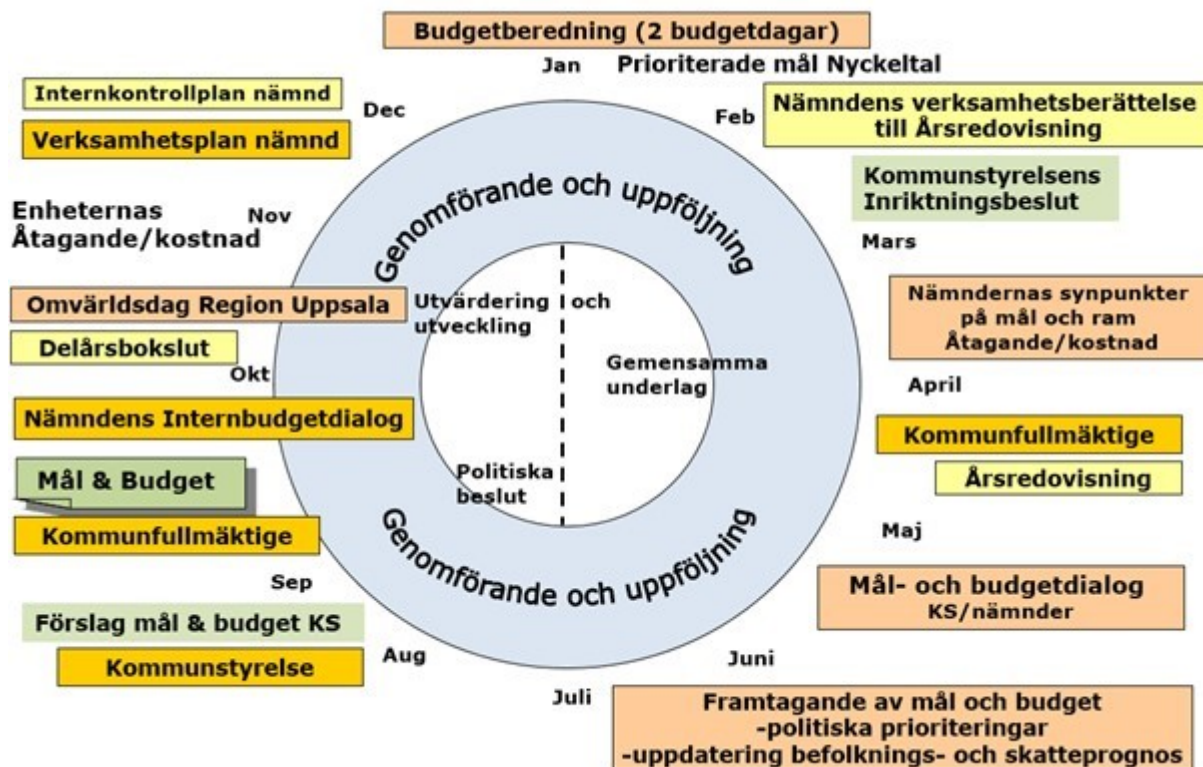 Budgetberedning (2 budgetdagar)
Jan
Prioriterade mål Nyckeltal
Feb
Nämndens verksamhetsberättelse
till Årsredovisning
Kommunstyrelsens
Inriktningsbeslut
Mars
Nämndernas synpunkter
på mål och ram
Åtagande/kostnad
April
Kommunfullmäktige
Årsredovisning
Maj
Mål- och budgetdialog
KS/nämnder
Juni
Framtagande av mål och budget
-politiska prioriteringar
-uppdatering befolknings- och skatteprognos
Juli
Aug
Kommunstyrelse
Förslag mål & budget KS
Sep
Kommunfullmäktige
Mål & Budget
Nämndens Internbudgetdialog
Okt
Delårsbokslut
Omvärldsdag Region Uppsala
Enheternas
Åtagande/kostnad
Nov
Verksamhetsplan nämnd
Internkontrollplan nämnd
Dec
Genomförande och uppföljning
Utvärdering och
utveckling
Gemensamma
underlag
Politiska
beslut
Genomförande och uppföljning